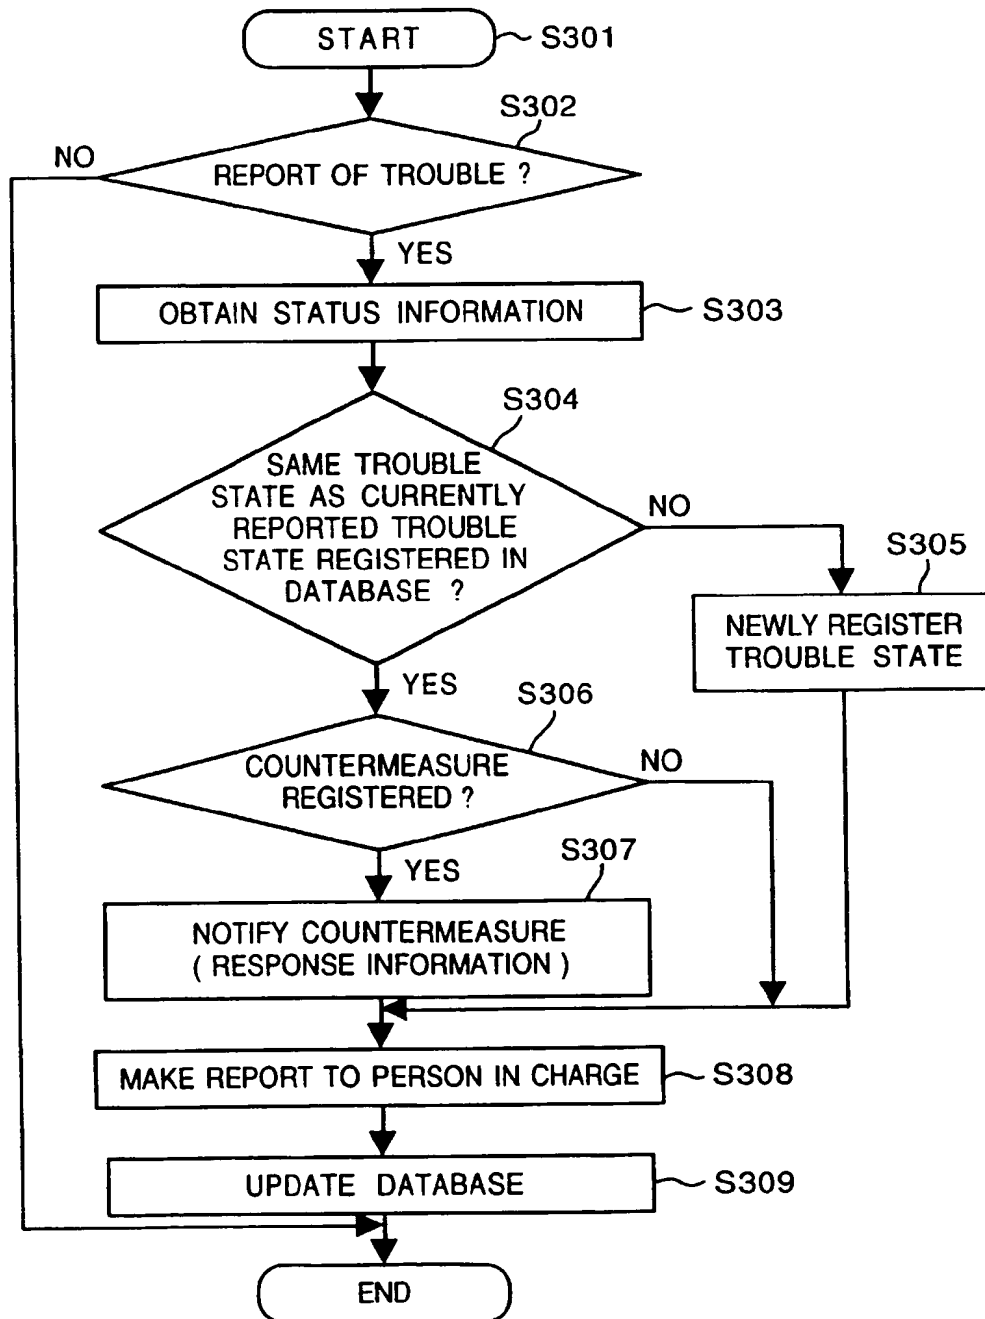 START
S301
S302
NO
REPORT OF TROUBLE ?
YES
OBTAIN STATUS INFORMATION
S303
S304
SAME TROUBLE
STATE AS CURRENTLY
REPORTED TROUBLE
STATE REGISTERED IN
DATABASE ?
NO
S305
NEWLY REGISTER
TROUBLE STATE
YES
S306
COUNTERMEASURE
REGISTERED ?
NO
YES
S307
NOTIFY COUNTERMEASURE
( RESPONSE INFORMATION )
MAKE REPORT TO PERSON IN CHARGE
S308
UPDATE DATABASE
S309
END